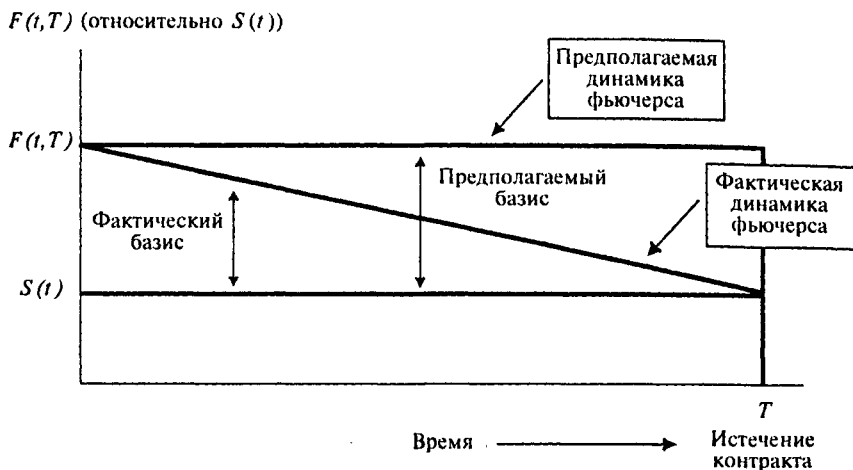 F(t,T) (относительно S(t))
Предполагаемая
динамика
фьючерса
F(t,T)
Предполагаемый
базис
Фактическая
динамика
фьючерса
Фактический
базис
S(t)
T
Время
Истечение
контракта